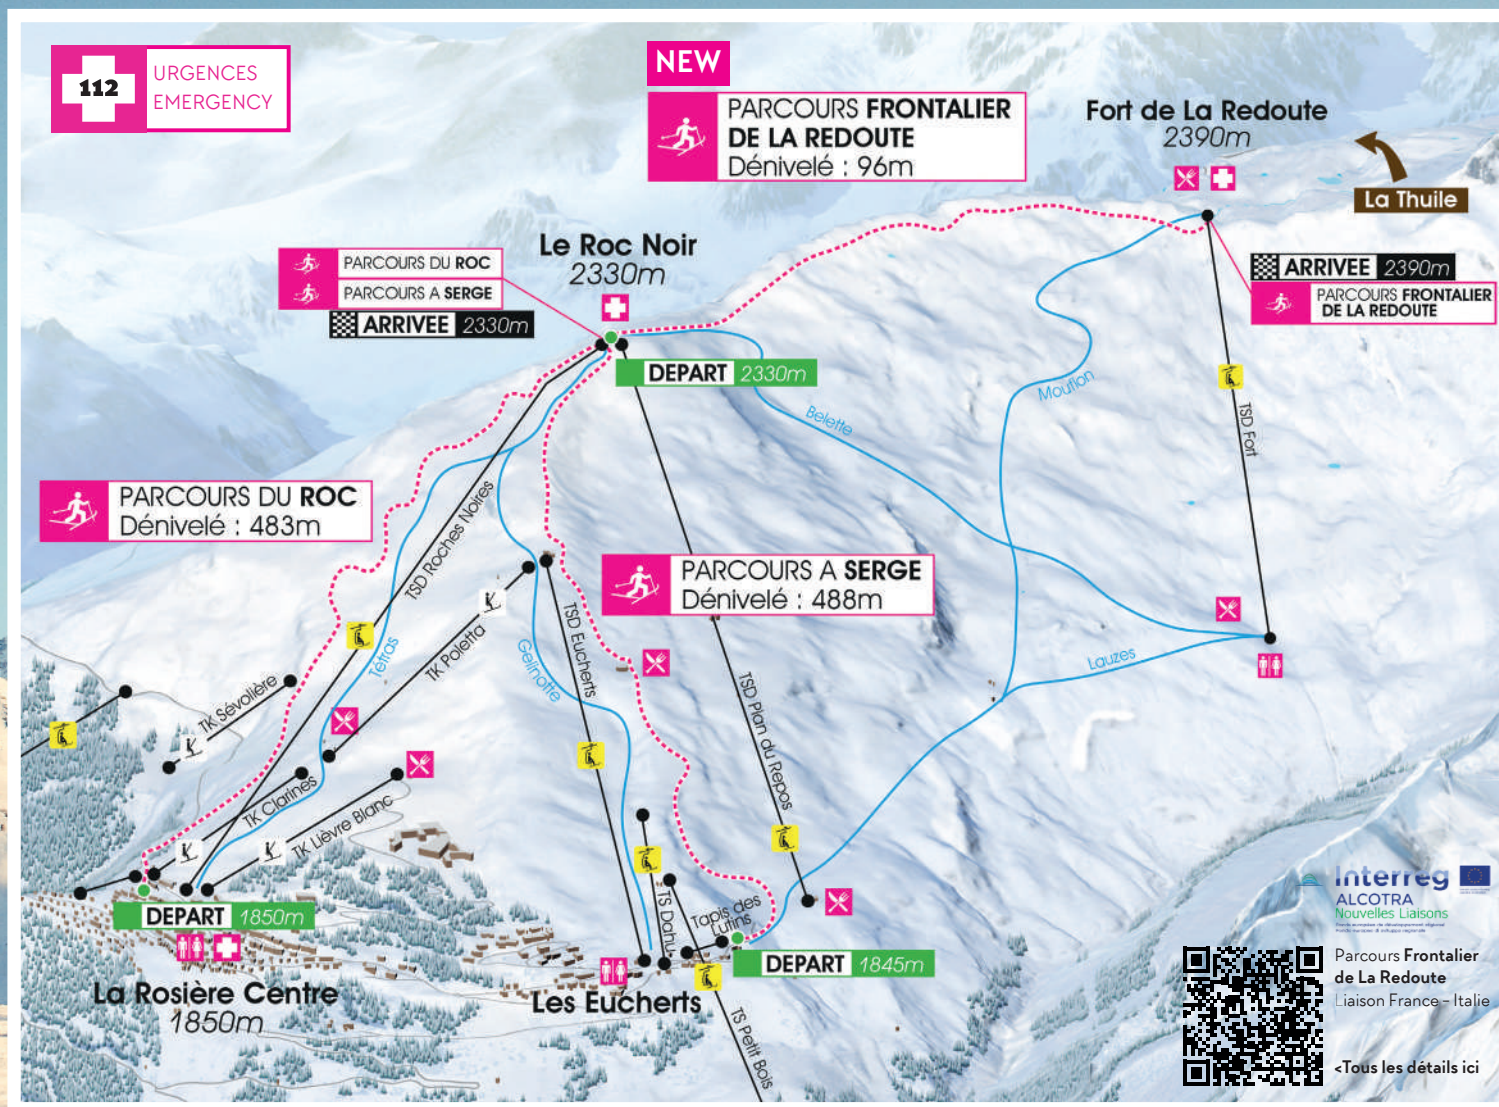 112
URGENCES
EMERGENCY
NEW
PARCOURS FRONTALIER
DE LA REDOUTE
Dénivelé : 96m
Fort de La Redoute
2390m
La Thuile
Le Roc Noir
2330m
PARCOURS DU ROC
PARCOURS A SERGE
ARRIVEE 2330m
ARRIVEE 2390m
PARCOURS FRONTALIER
DE LA REDOUTE
DEPART 2330m
Mouflon
Belette
TSD Fort
PARCOURS DU ROC
Dénivelé : 483m
TSD Roches Noires
PARCOURS A SERGE
Dénivelé : 488m
TSD Eucherts
Tétras
TK Poletta
Gelinotte
Lauzes
TK Sévolière
TSD Plan du Repos
TK Clarines
TK Lièvre Blanc
TS Dahu
Tapis des
Lutins
DEPART 1850m
DEPART 1845m
La Rosière Centre
1850m
Les Eucherts
TS Petit Bois
Interreg
ALCOTRA
Nouvelles Liaisons
Parcours Frontalier
de La Redoute
Liaison France - Italie
<Tous les détails ici